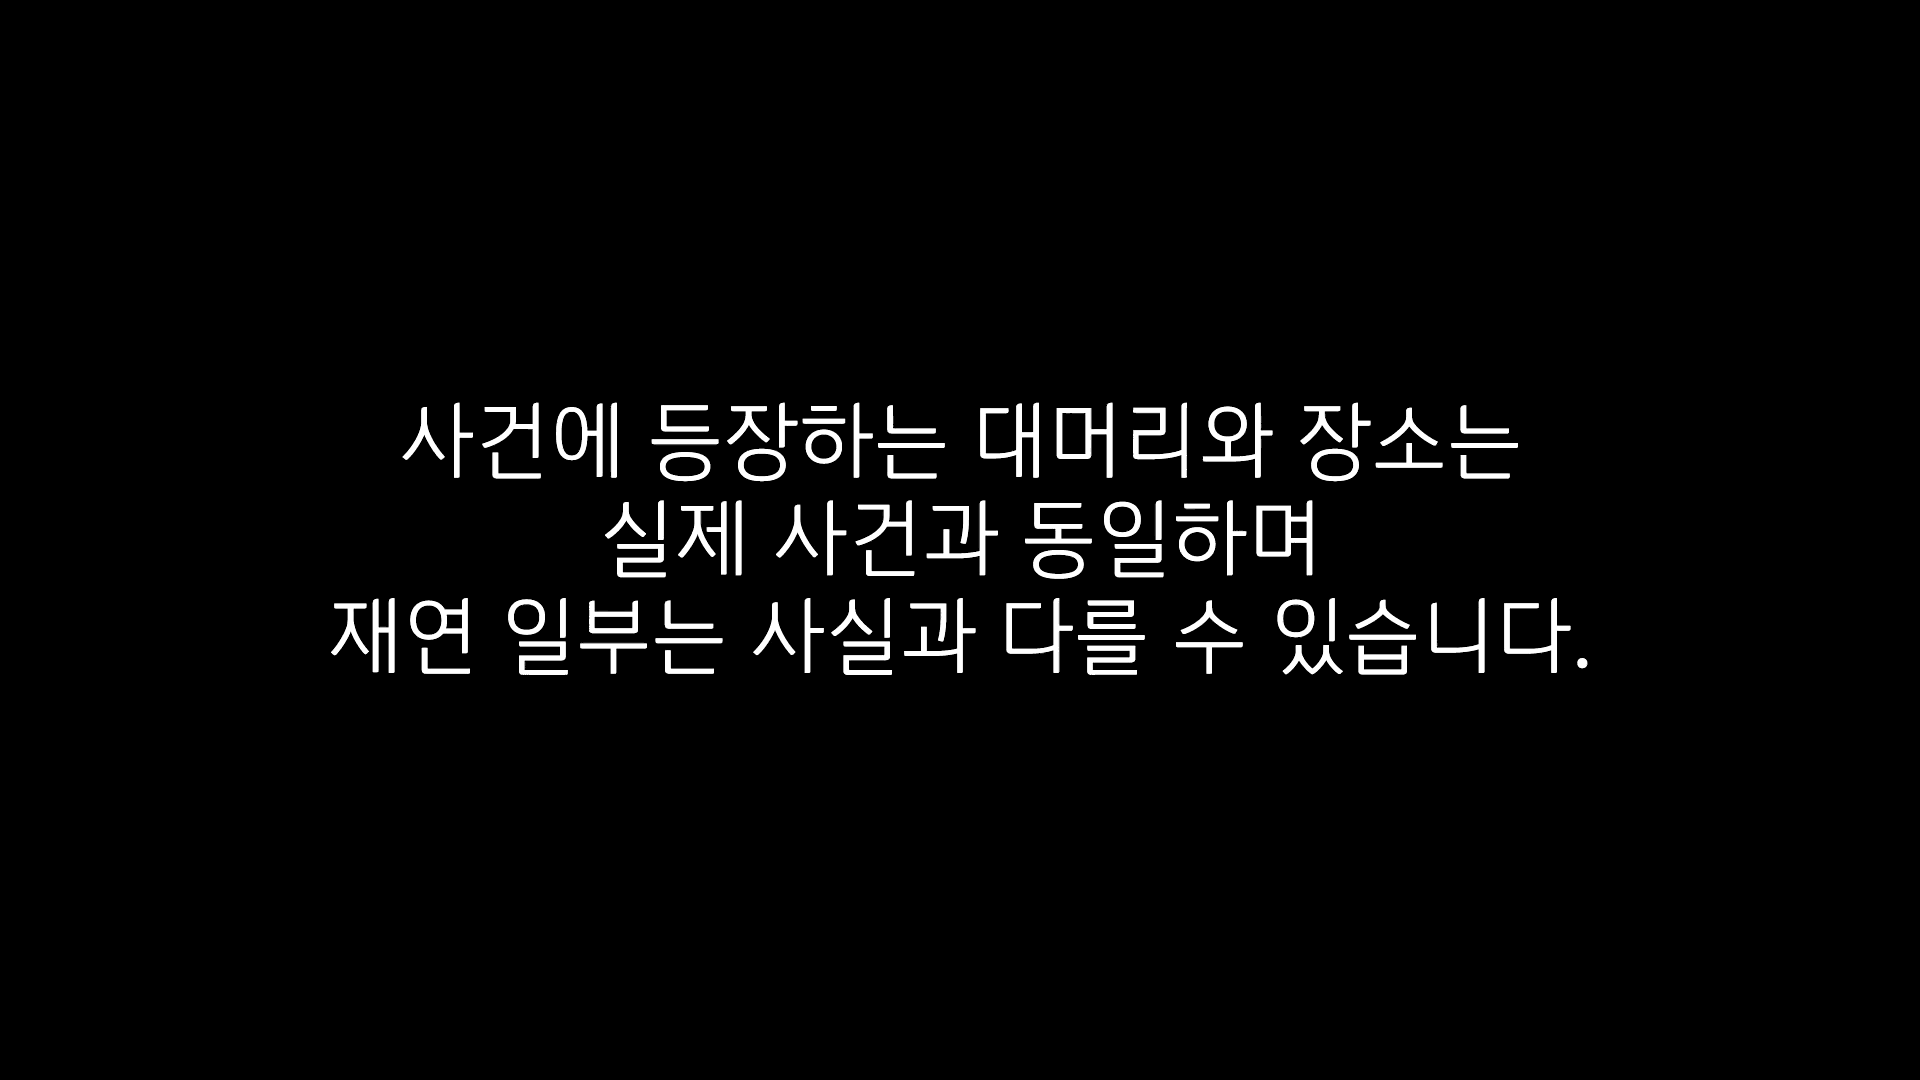 사건에 등장하는 대머리와 장소는
실제 사건과 동일하며
재연 일부는 사실과 다를 수 있습니다.